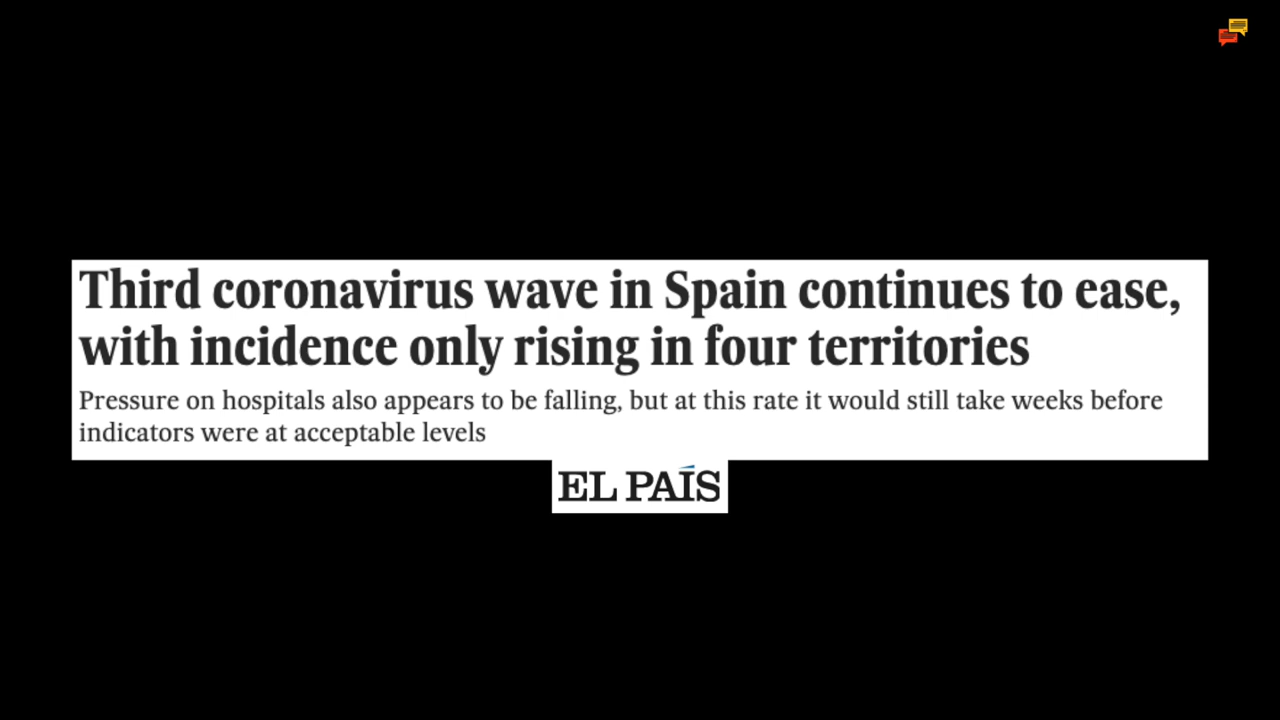 Third coronavirus wave in Spain continues to ease,
with incidence only rising in four territories
Pressure on hospitals also appears to be falling, but at this rate it would still take weeks before
indicators were at acceptable levels
EL PAÍS